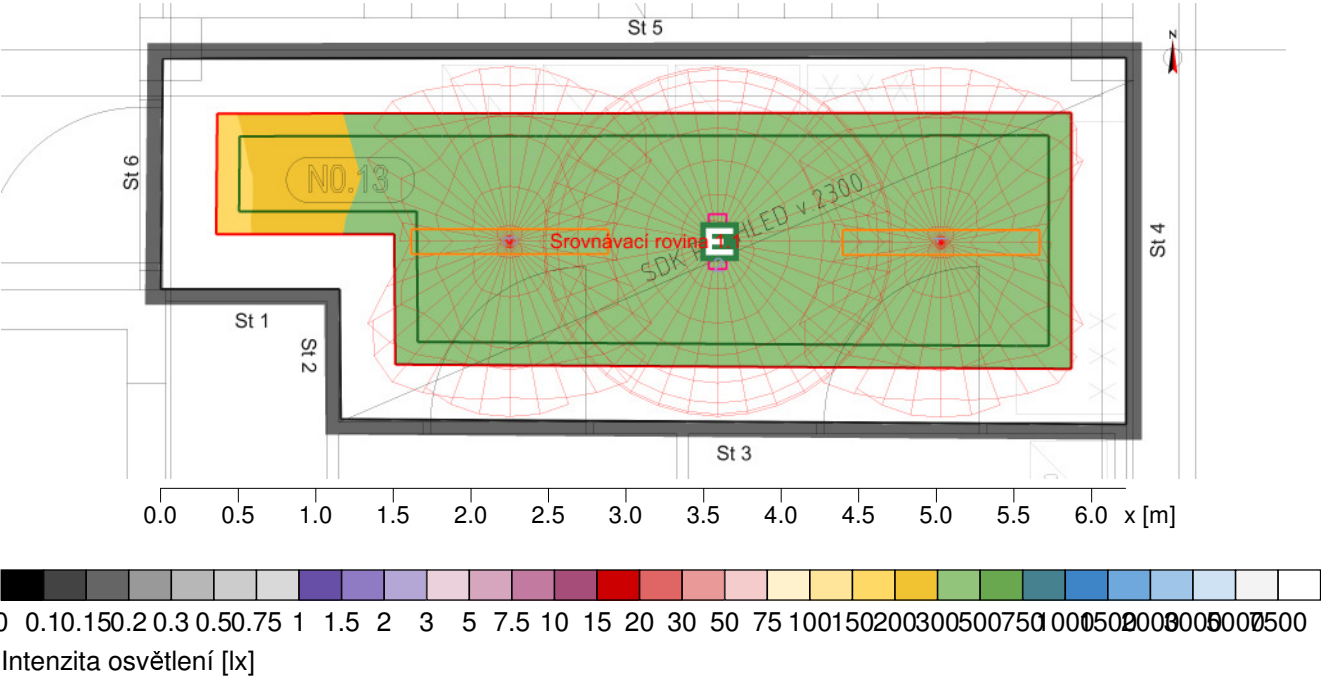 St 5
z
St 6
N0.13
Srovnávací rovina 1.1
E
SDK HLED v 2300
St 4
St 1
St 2
St 3
0.0 0.5 1.0 1.5 2.0 2.5 3.0 3.5 4.0 4.5 5.0 5.5 6.0 x [m]
0 0.1 0.15 0.2 0.3 0.5 0.75 1 1.5 2 3 5 7.5 10 15 20 30 50 75 100 150 200 300 500 750 1000 1500 2000 3000 5000 7500
Intenzita osvětlení [lx]